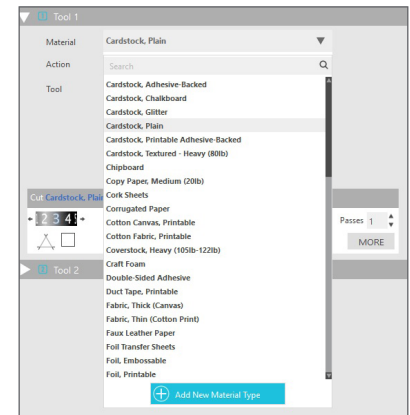 Tool 1
Material Cardstock, Plain
Action Search
Tool
Cardstock, Adhesive-Backed
Cardstock, Chalkboard
Cardstock, Glitter
Cardstock, Plain
Cardstock, Printable Adhesive-Backed
Cardstock, Textured - Heavy (80lb)
Chipboard
Copy Paper, Medium (20lb)
Cork Sheets
Corrugated Paper
Cotton Canvas, Printable
Cotton Fabric, Printable
Coverstock, Heavy (105lb-122lb)
Craft Foam
Double-Sided Adhesive
Duct Tape, Printable
Fabric, Thick (Canvas)
Fabric, Thin (Cotton Print)
Faux Leather Paper
Foil Transfer Sheets
Foil, Embossable
Foil, Printable
Add New Material Type
Cut Cardstock, Plai
2 3 4
Passes 1
MORE
Tool 2